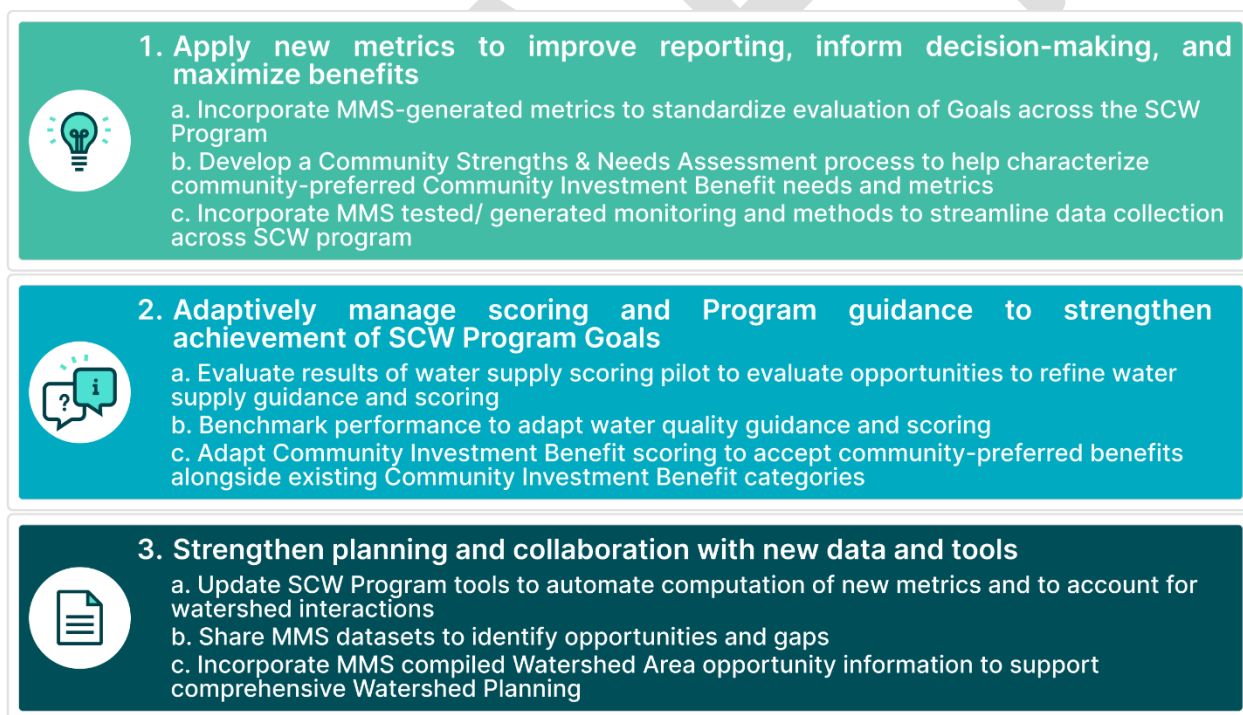 1. Apply new metrics to improve reporting, inform decision-making, and
maximize benefits
a. Incorporate MMS-generated metrics to standardize evaluation of Goals across the SCW
Program
b. Develop a Community Strengths & Needs Assessment process to help characterize
community-preferred Community Investment Benefit needs and metrics
c. Incorporate MMS tested/ generated monitoring and methods to streamline data collection
across SCW program
? i
2. Adaptively manage scoring and Program guidance to strengthen
achievement of SCW Program Goals
a. Evaluate results of water supply scoring pilot to evaluate opportunities to refine water
supply guidance and scoring
b. Benchmark performance to adapt water quality guidance and scoring
c. Adapt Community Investment Benefit scoring to accept community-preferred benefits
alongside existing Community Investment Benefit categories
3. Strengthen planning and collaboration with new data and tools
a. Update SCW Program tools to automate computation of new metrics and to account for
watershed interactions
b. Share MMS datasets to identify opportunities and gaps
c. Incorporate MMS compiled Watershed Area opportunity information to support
comprehensive Watershed Planning